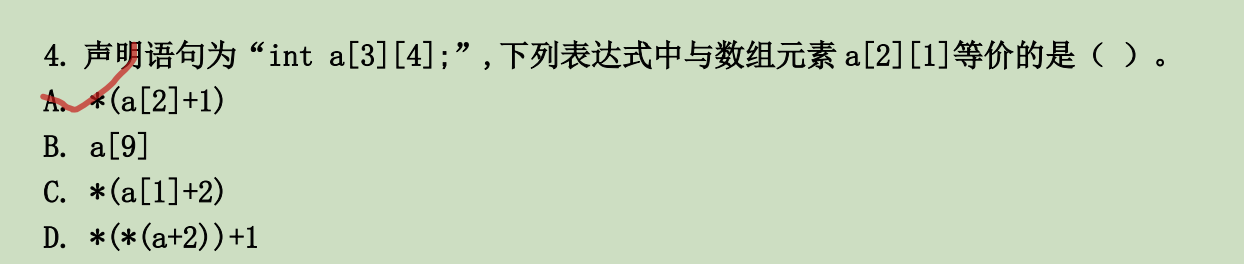 4. 声明语句为“int a[3][4];”,下列表达式中与数组元素 a[2][1]等价的是（ ）。
A. *(a[2]+1)
B. a[9]
C. *(a[1]+2)
D. *(*(a+2))+1